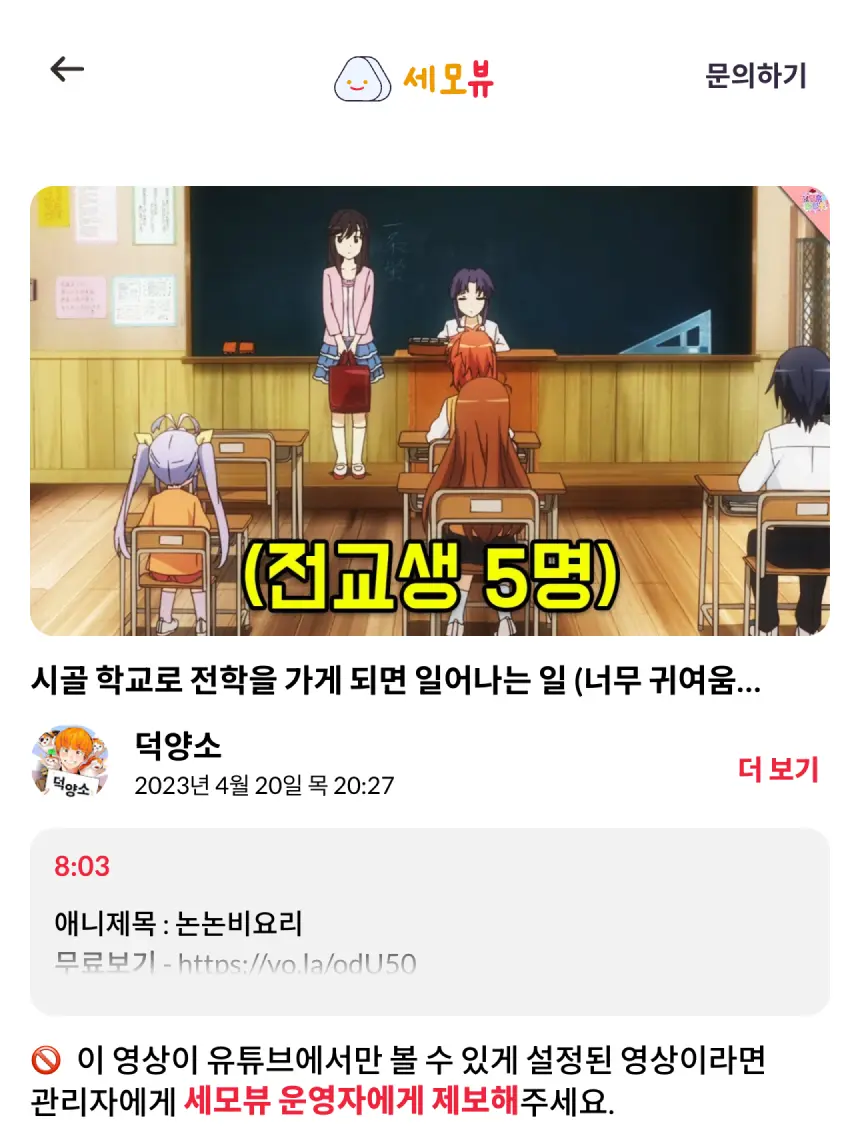 세모뷰
문의하기
(전교생 5명)
시골 학교로 전학을 가게 되면 일어나는 일 (너무 귀여움...
덕양소
덕양소
2023년 4월 20일 목 20:27
더 보기
8:03
애니제목 : 논논비요리
무료보기 - https://yo.la/odU50
🚫 이 영상이 유튜브에서만 볼 수 있게 설정된 영상이라면
관리자에게 세모뷰 운영자에게 제보해주세요.